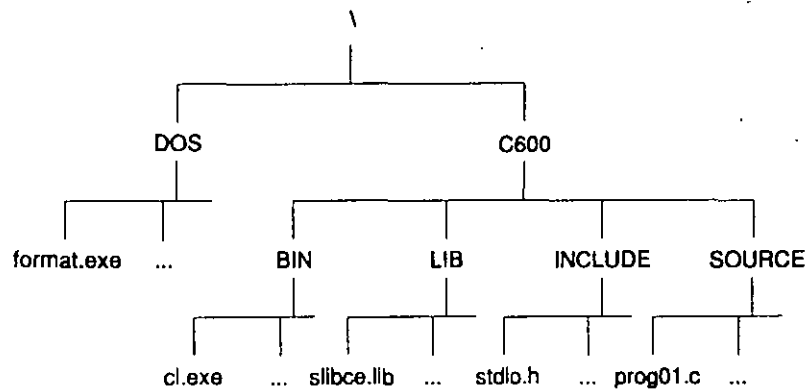 \
DOS C600
format.exe ... BIN LIB INCLUDE SOURCE
cl.exe ... slibce.lib ... stdio.h ... prog01.c ...